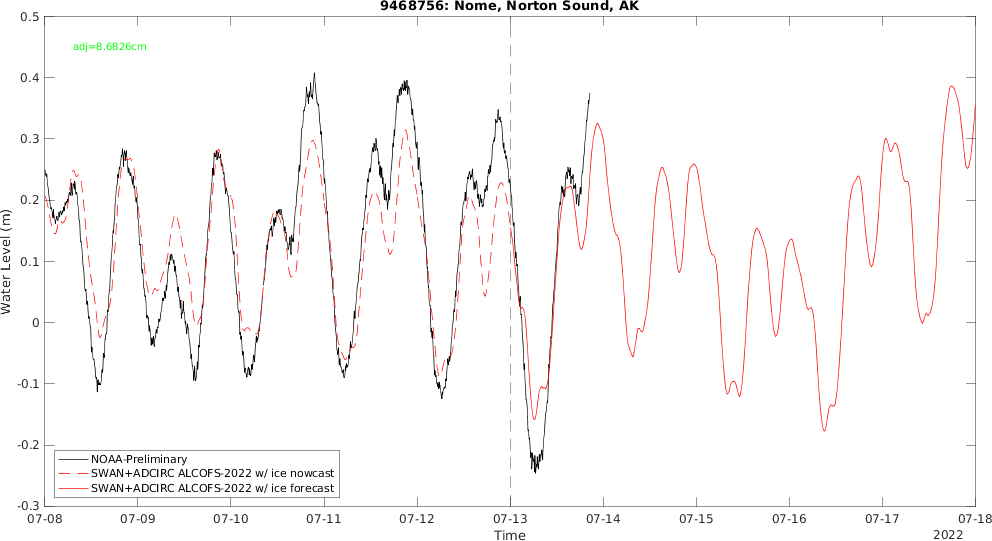 9468756: Nome, Norton Sound, AK
adj=8.6826cm
0.5
0.4
0.3
0.2
0.1
0
-0.1
-0.2
-0.3
Water Level (m)
NOAA-Preliminary
SWAN+ADCIRC ALCOFS-2022 w/ ice nowcast
SWAN+ADCIRC ALCOFS-2022 w/ ice forecast
07-08 07-09 07-10 07-11 07-12 07-13 07-14 07-15 07-16 07-17 07-18
Time
2022